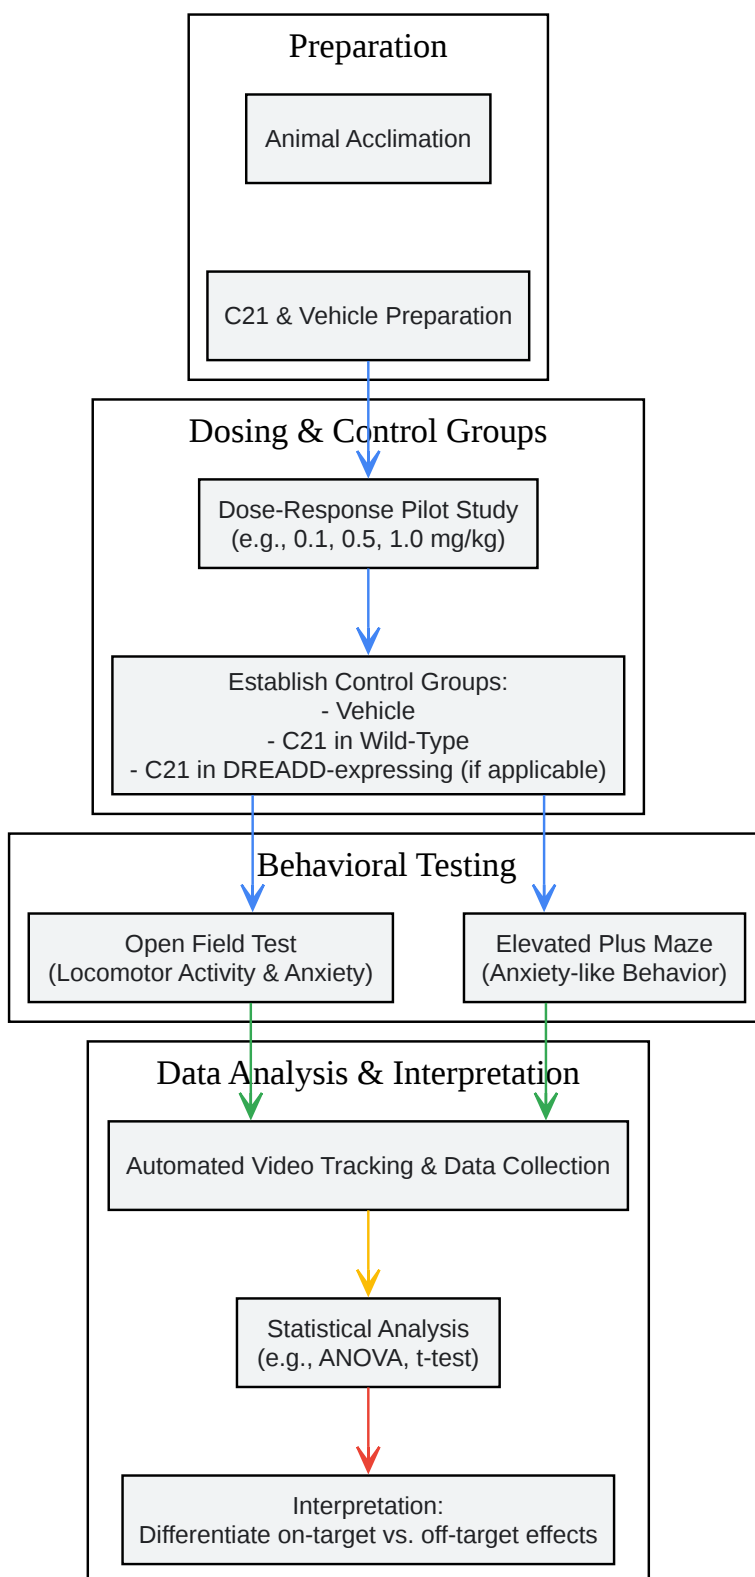 Preparation
Animal Acclimation
C21 & Vehicle Preparation
Dosing & Control Groups
Dose-Response Pilot Study
(e.g., 0.1, 0.5, 1.0 mg/kg)
Establish Control Groups:
- Vehicle
- C21 in Wild-Type
- C21 in DREADD-expressing (if applicable)
Behavioral Testing
Open Field Test
(Locomotor Activity & Anxiety)
Elevated Plus Maze
(Anxiety-like Behavior)
Data Analysis & Interpretation
Automated Video Tracking & Data Collection
Statistical Analysis
(e.g., ANOVA, t-test)
Interpretation:
Differentiate on-target vs. off-target effects